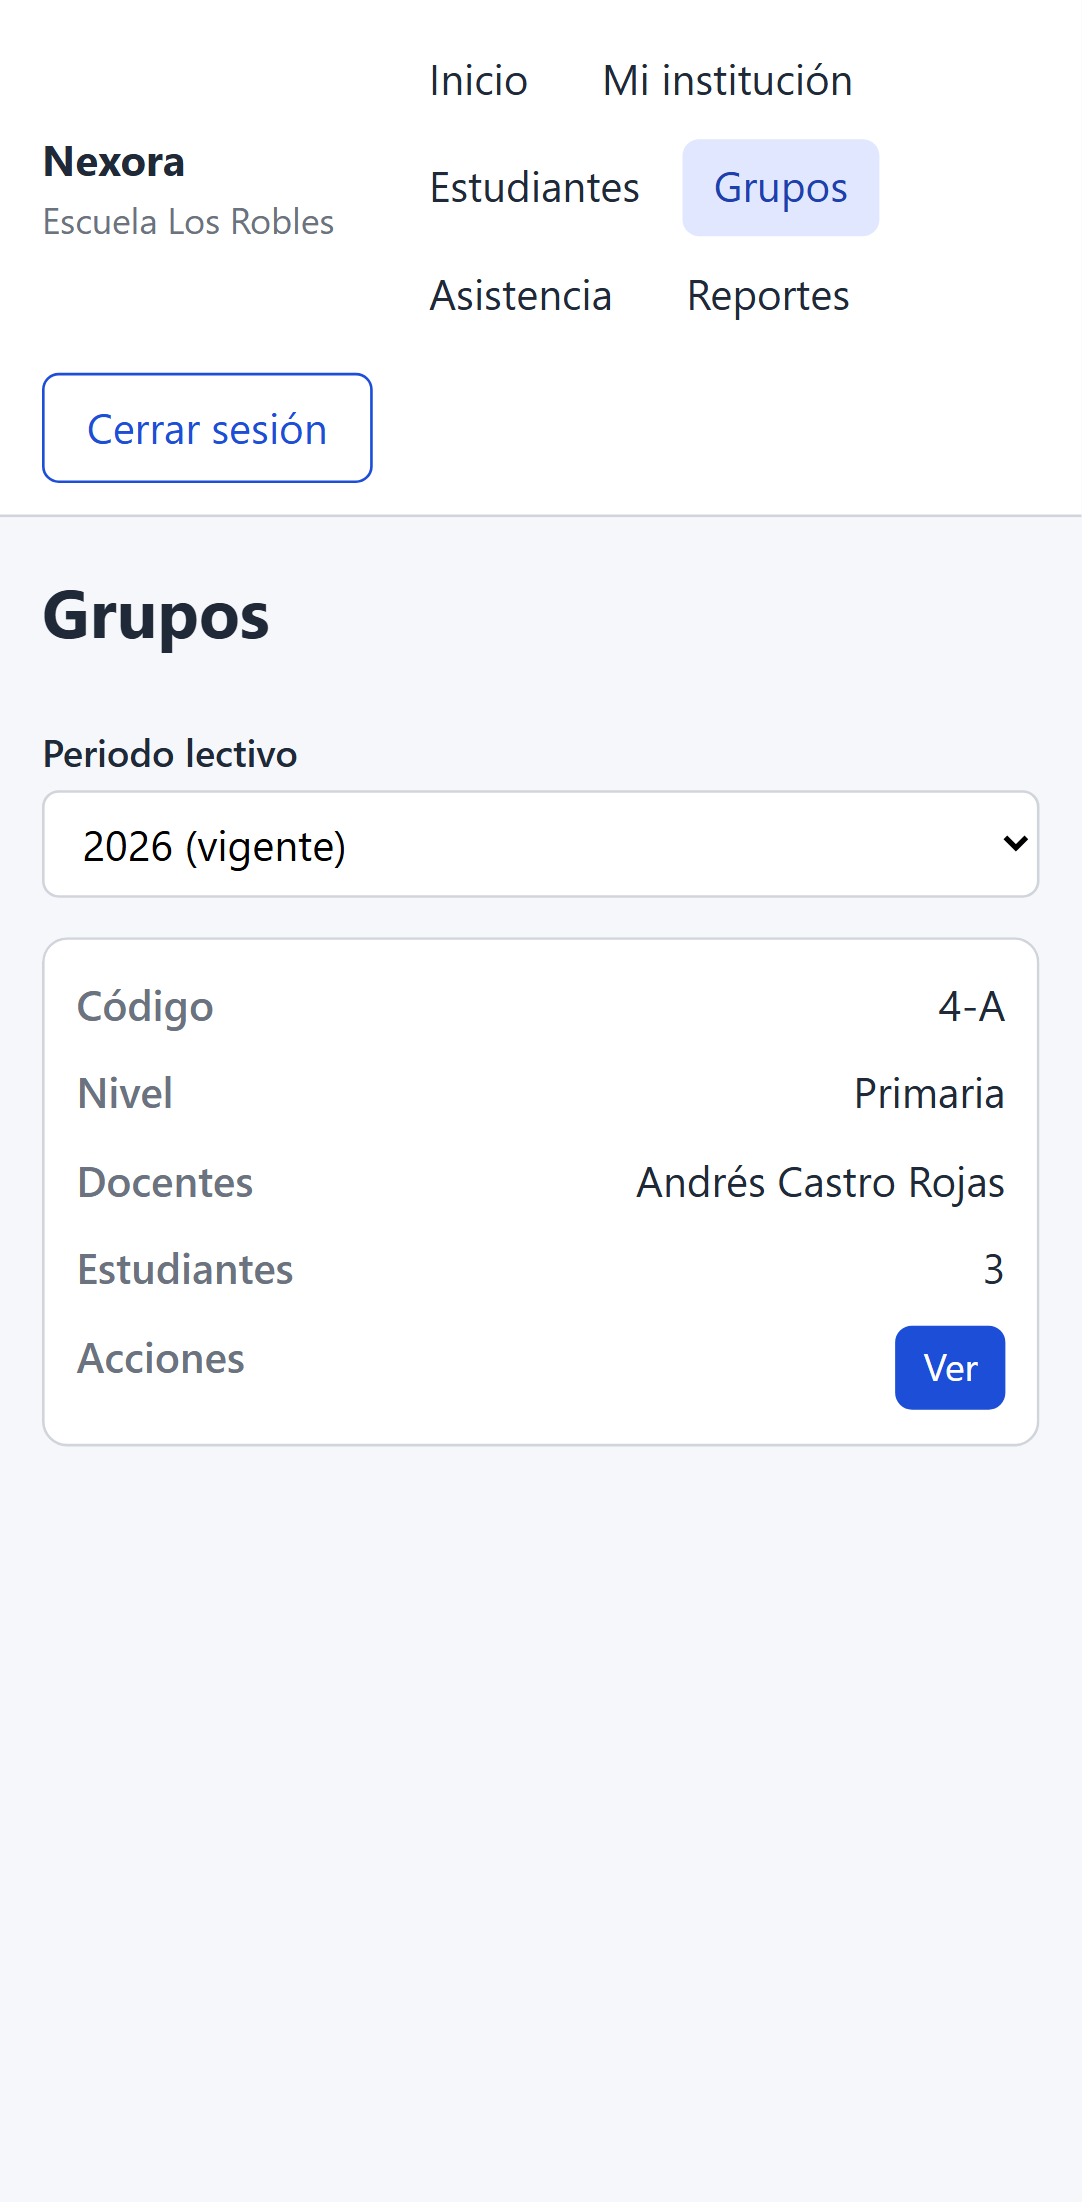 Nexora
Escuela Los Robles
Inicio Mi institución
Estudiantes Grupos
Asistencia Reportes
Cerrar sesión
Grupos
Periodo lectivo
2026 (vigente)
Código 4-A
Nivel Primaria
Docentes Andrés Castro Rojas
Estudiantes 3
Acciones Ver